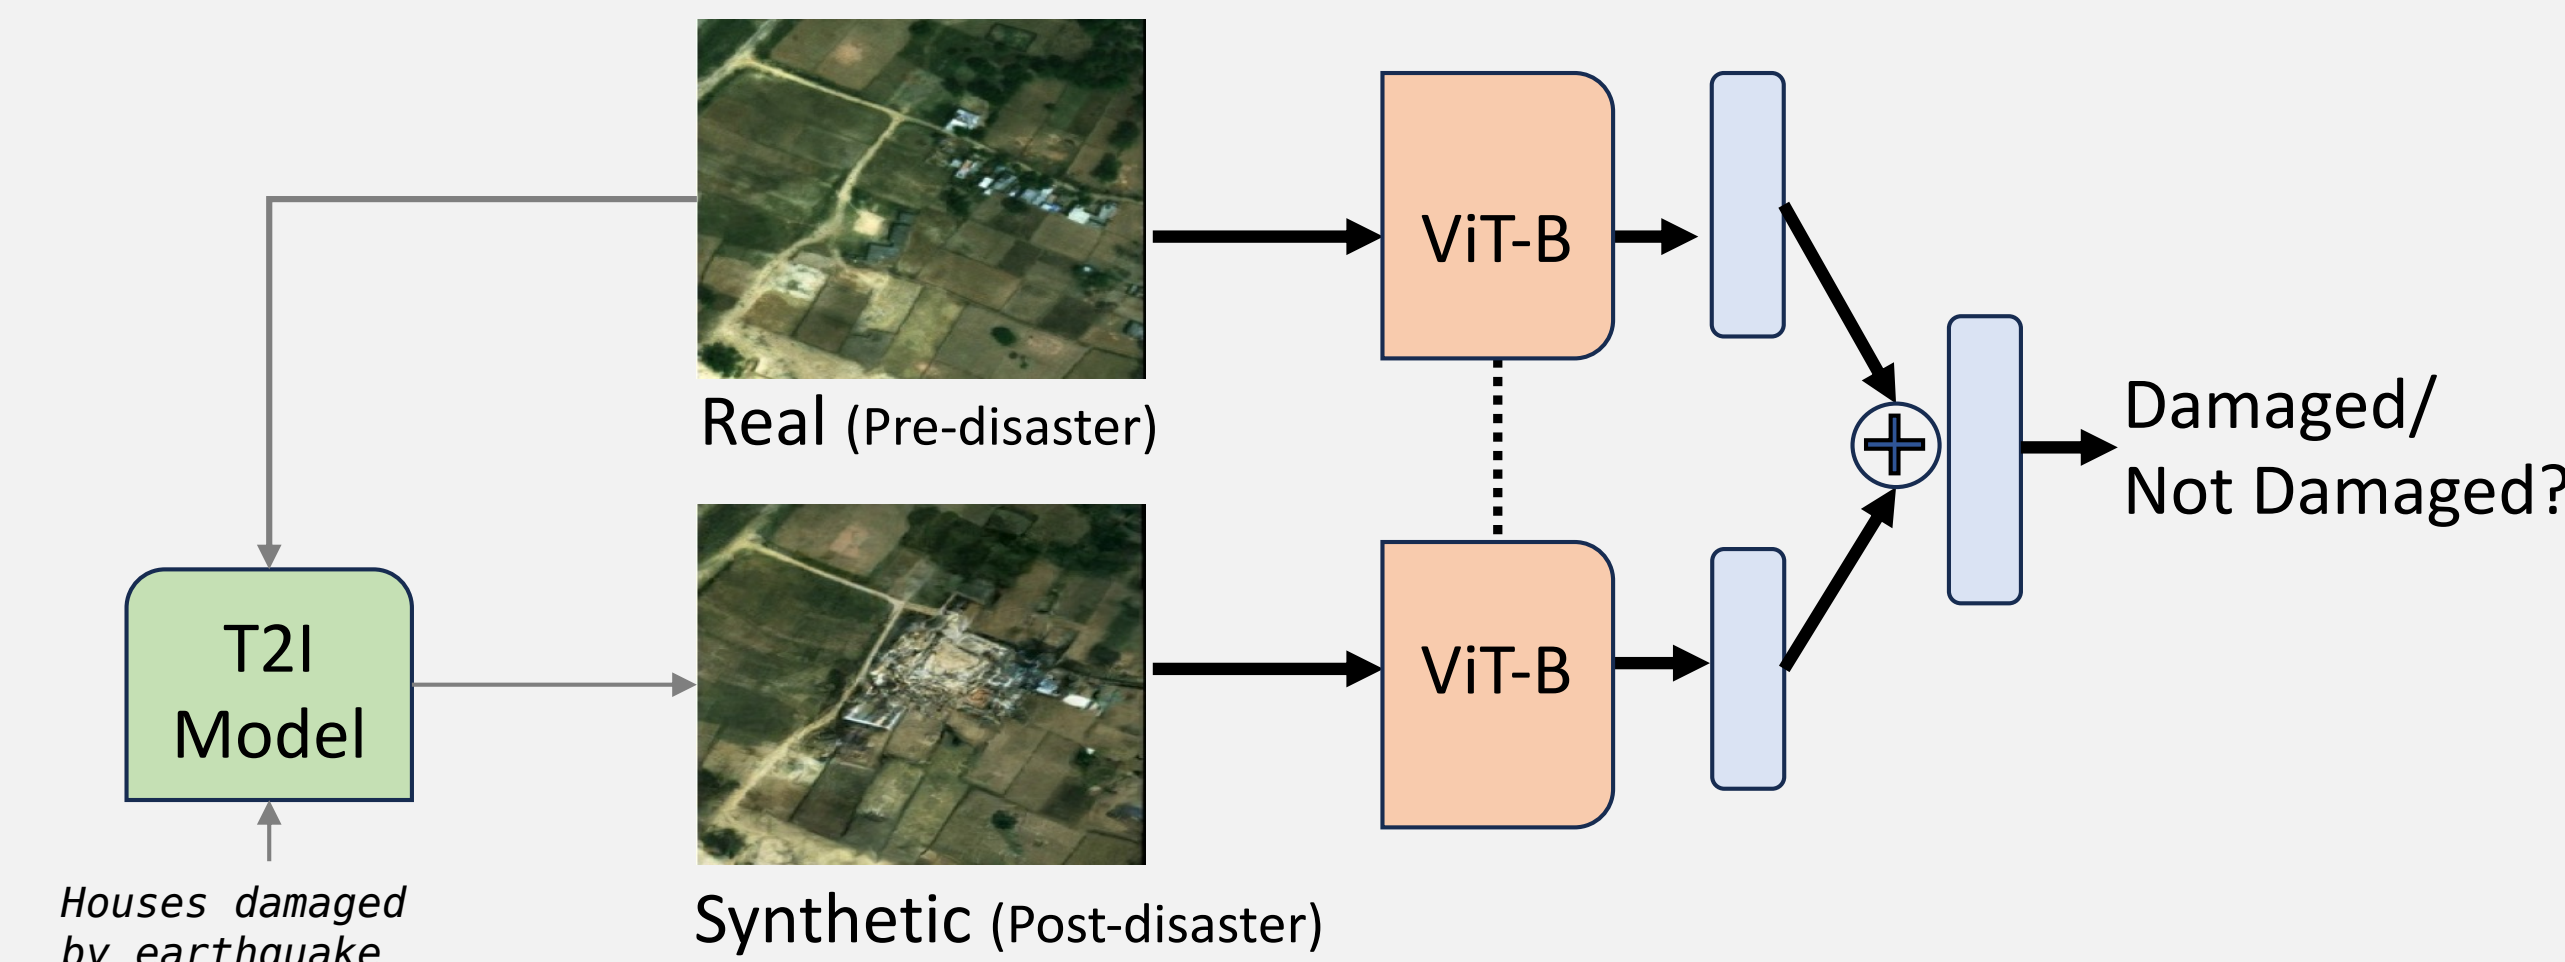 ViT-B
Real (Pre-disaster)
Damaged/
Not Damaged?
T2I
Model
ViT-B
Houses damaged
by earthquake
Synthetic (Post-disaster)